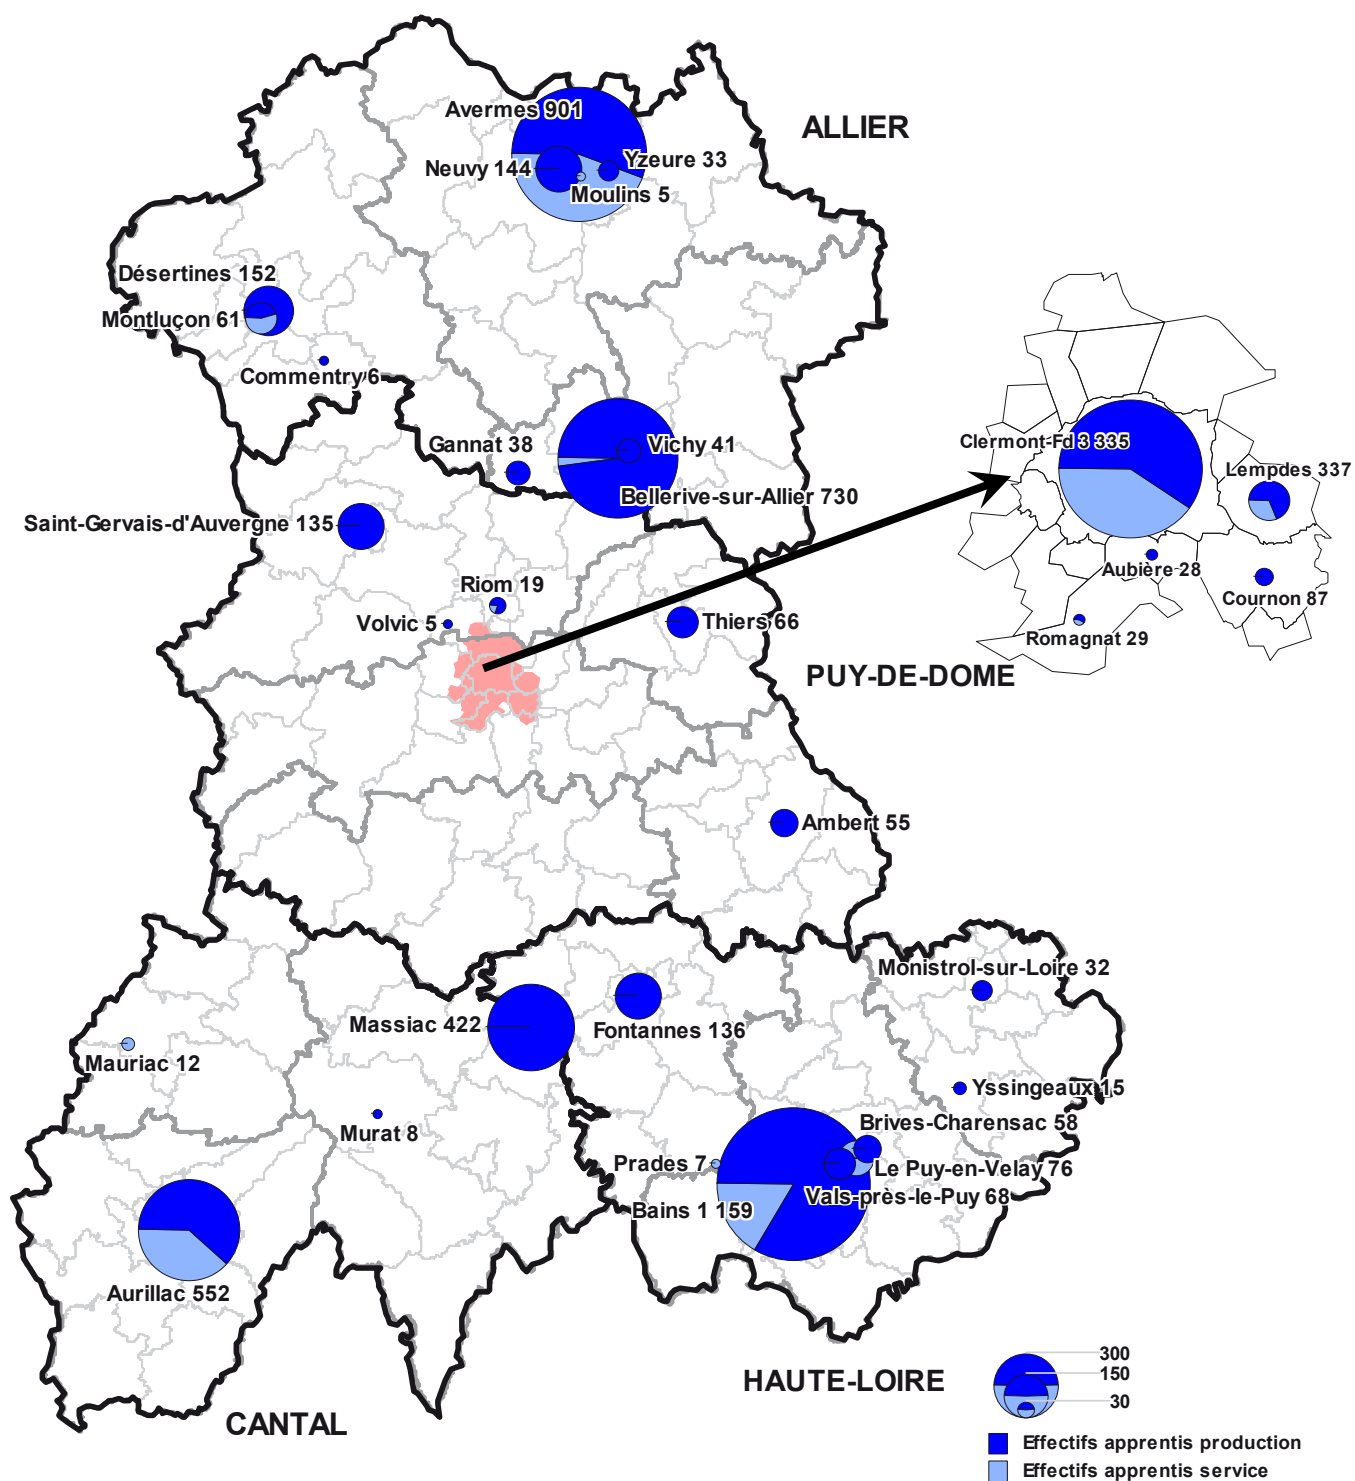 Avermes 901
ALLIER
Neuvy 144
Yzeure 33
Moulins 5
Désertines 152
Montluçon 61
Commentry 6
Gannat 38
Vichy 41
Bellerive-sur-Allier 730
Clermont-Fd 3 335
Lempdes 337
Aubière 28
Cournon 87
Romagnat 29
Saint-Gervais-d'Auvergne 135
Riom 19
Volvic 5
Thiers 66
PUY-DE-DOME
Ambert 55
Monistrol-sur-Loire 32
Massiac 422
Fontannes 136
Mauriac 12
Yssingeaux 15
Murat 8
Brives-Charensac 58
Prades 7
Le Puy-en-Velay 76
Vals-près-le-Puy 68
Bains 1 159
Aurillac 552
HAUTE-LOIRE
CANTAL
300
150
30
Effectifs apprentis production
Effectifs apprentis service